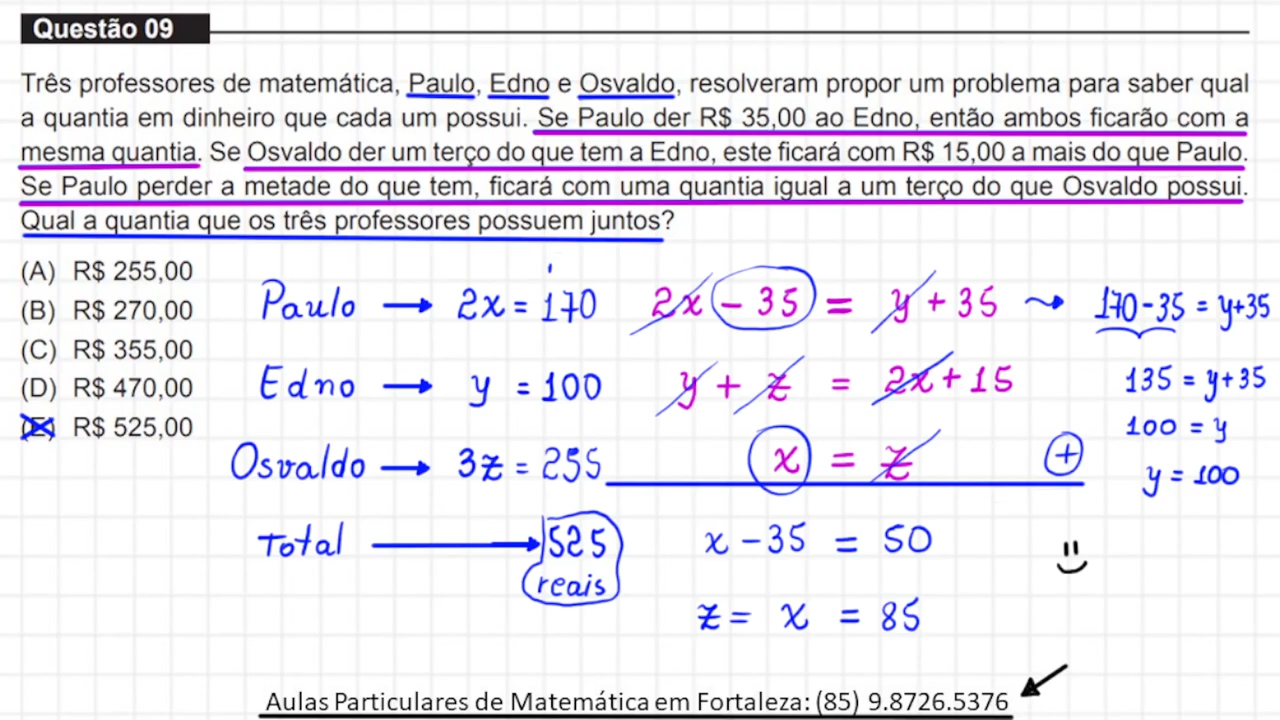 Questão 09
Três professores de matemática, Paulo, Edno e Osvaldo, resolveram propor um problema para saber qual
a quantia em dinheiro que cada um possui. Se Paulo der R$ 35,00 ao Edno, então ambos ficarão com a
mesma quantia. Se Osvaldo der um terço do que tem a Edno, este ficará com R$ 15,00 a mais do que Paulo.
Se Paulo perder a metade do que tem, ficará com uma quantia igual a um terço do que Osvaldo possui.
Qual a quantia que os três professores possuem juntos?
(A) R$ 255,00
(B) R$ 270,00
(C) R$ 355,00
(D) R$ 470,00
(E) R$ 525,00
Paulo → 2x = 170
Edno → y = 100
Osvaldo → 3z = 255
Total → 525
reais
2x - 35 = y + 35
y + z = 2x + 15
x = z +
x - 35 = 50
z = x = 85
170 - 35 = y + 35
135 = y + 35
100 = y
y = 100
Aulas Particulares de Matemática em Fortaleza: (85) 9.8726.5376